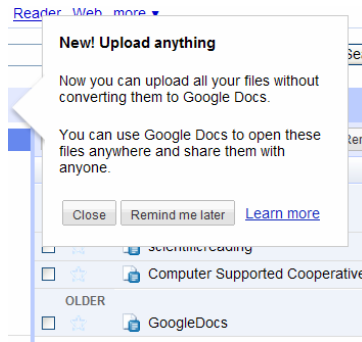 Reader Web more ▼
New! Upload anything
Now you can upload all your files without
converting them to Google Docs.
You can use Google Docs to open these
files anywhere and share them with
anyone.
Close Remind me later Learn more
scientificreading
Computer Supported Cooperative
OLDER
GoogleDocs